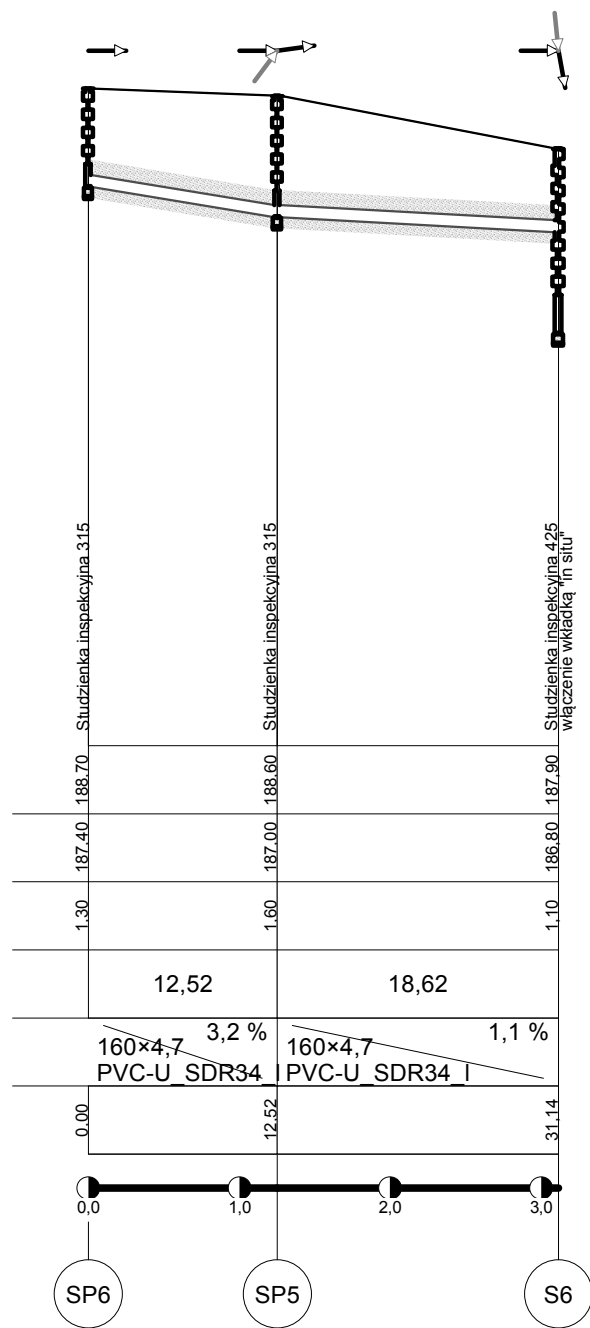 Studzienka inspekcyjna 315
Studzienka inspekcyjna 315
Studzienka inspekcyjna 425
włączenie wkładką "in situ"
188.70
188.60
187,90
187.40
187.00
186,80
1.30
1.60
1,10
12,52
18,62
3,2 %
1,1 %
160×4,7
PVC-U_SDR34_I
160×4,7
PVC-U_SDR34_I
0.00
12.52
31,14
0,0
1,0
2,0
3,0
SP6
SP5
S6